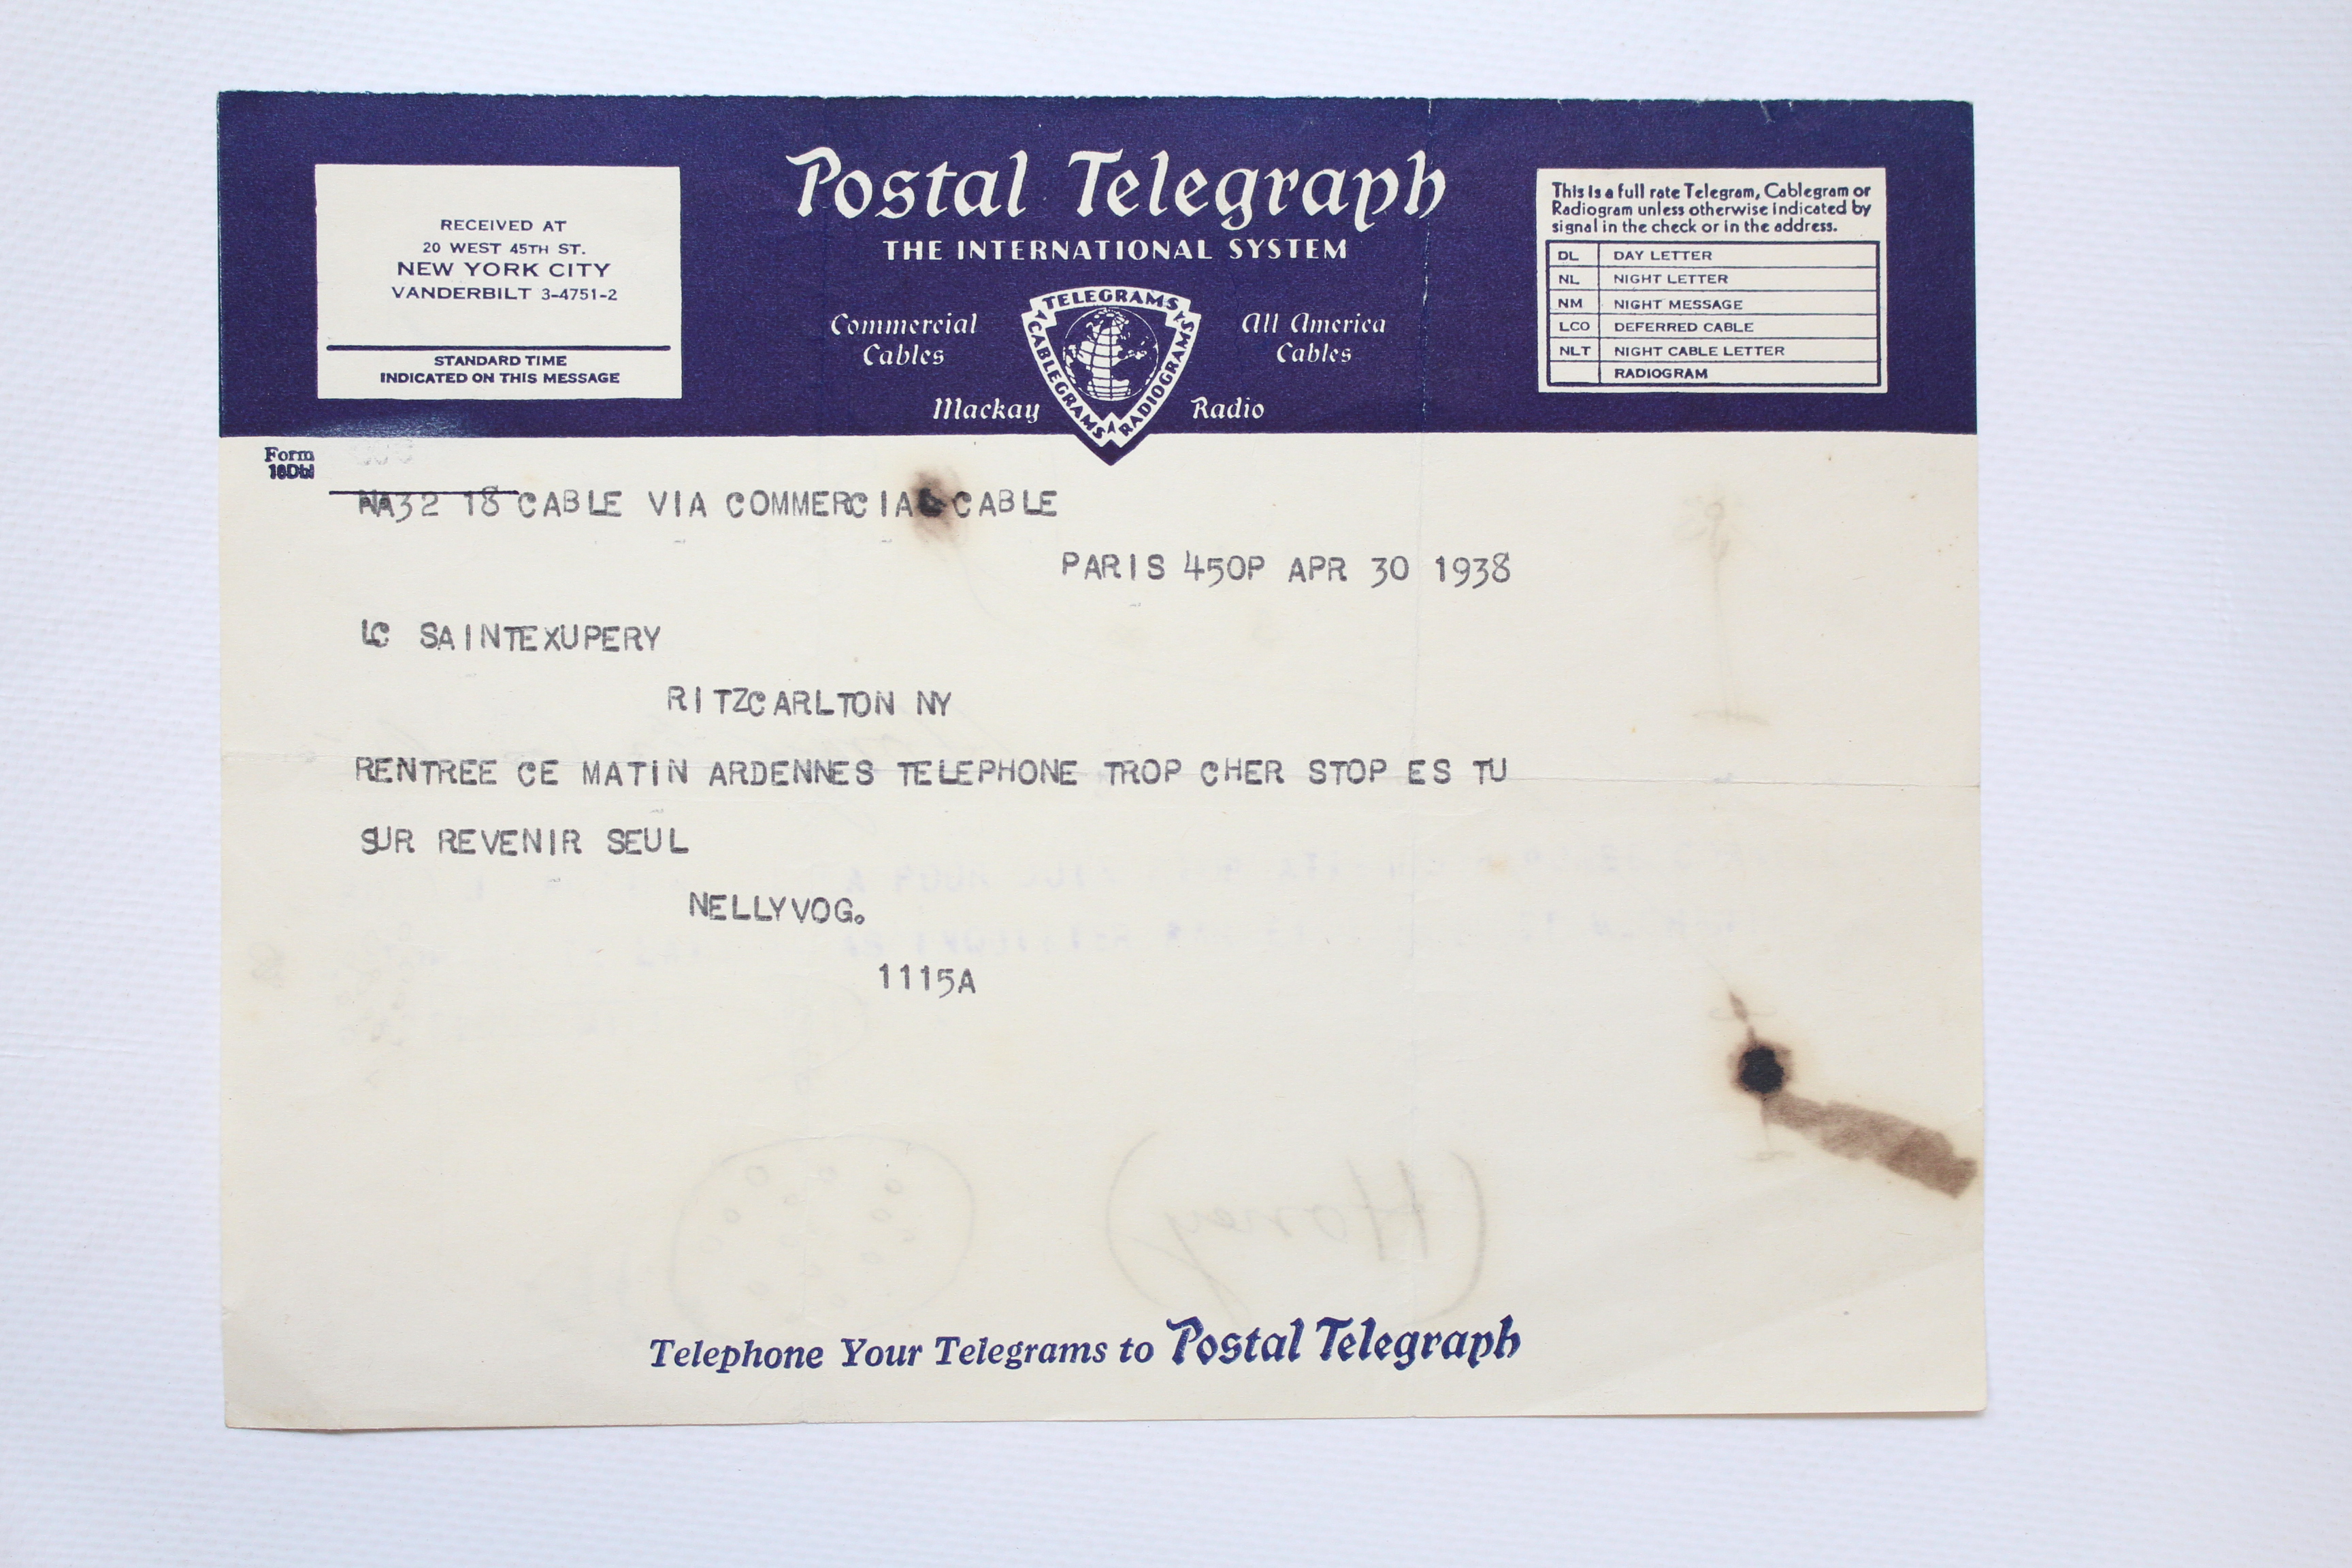 RECEIVED AT
20 WEST 45TH ST.
NEW YORK CITY
VANDERBILT 3-4751-2
STANDARD TIME
INDICATED ON THIS MESSAGE
Postal Telegraph
THE INTERNATIONAL SYSTEM
Commercial
Cables
All America
Cables
Mackay Radio
TELEGRAMS
CABLEGRAMS
RADIOGRAMS
This is a full rate Telegram, Cablegram or
Radiogram unless otherwise indicated by
signal in the check or in the address.
DL DAY LETTER
NL NIGHT LETTER
NM NIGHT MESSAGE
LCO DEFERRED CABLE
NLT NIGHT CABLE LETTER
RADIOGRAM
Form
16Dbl
NA32 18 CABLE VIA COMMERCIAL CABLE
PARIS 450P APR 30 1938
LC SAINTEXUPERY
RITZCARLTON NY
RENTREE CE MATIN ARDENNES TELEPHONE TROP CHER STOP ES TU
SUR REVENIR SEUL
NELLYVOG.
1115A
(Honey)
Telephone Your Telegrams to Postal Telegraph